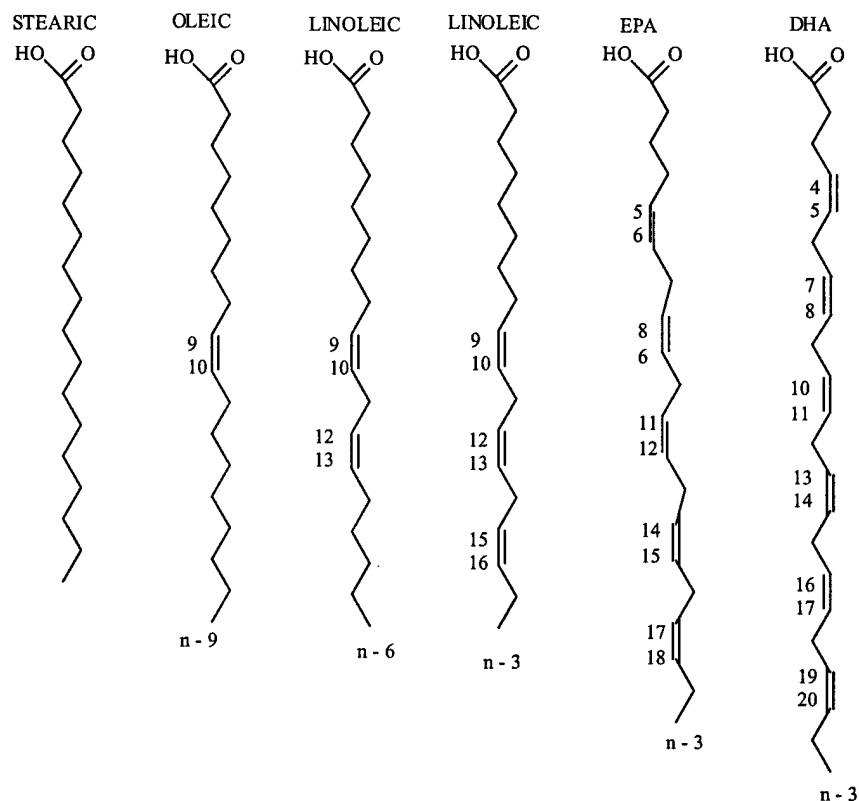 STEARIC
HO O
OLEIC
HO O
9
10
n - 9
LINOLEIC
HO O
9
10
12
13
n - 6
LINOLEIC
HO O
9
10
12
13
15
16
n - 3
EPA
HO O
5
6
8
6
11
12
14
15
17
18
n - 3
DHA
HO O
4
5
7
8
10
11
13
14
16
17
19
20
n - 3